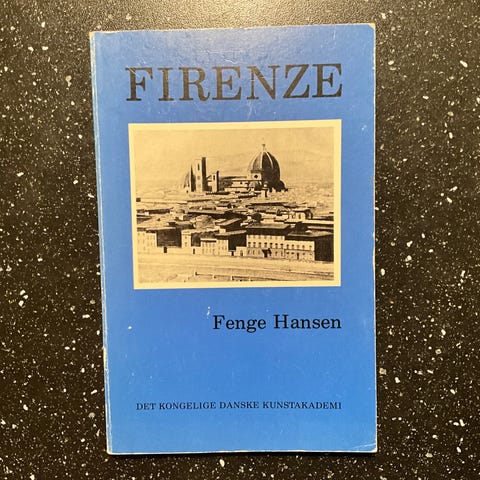 FIRENZE
Fenge Hansen
DET KONGELIGE DANSKE KUNSTAKADEMI